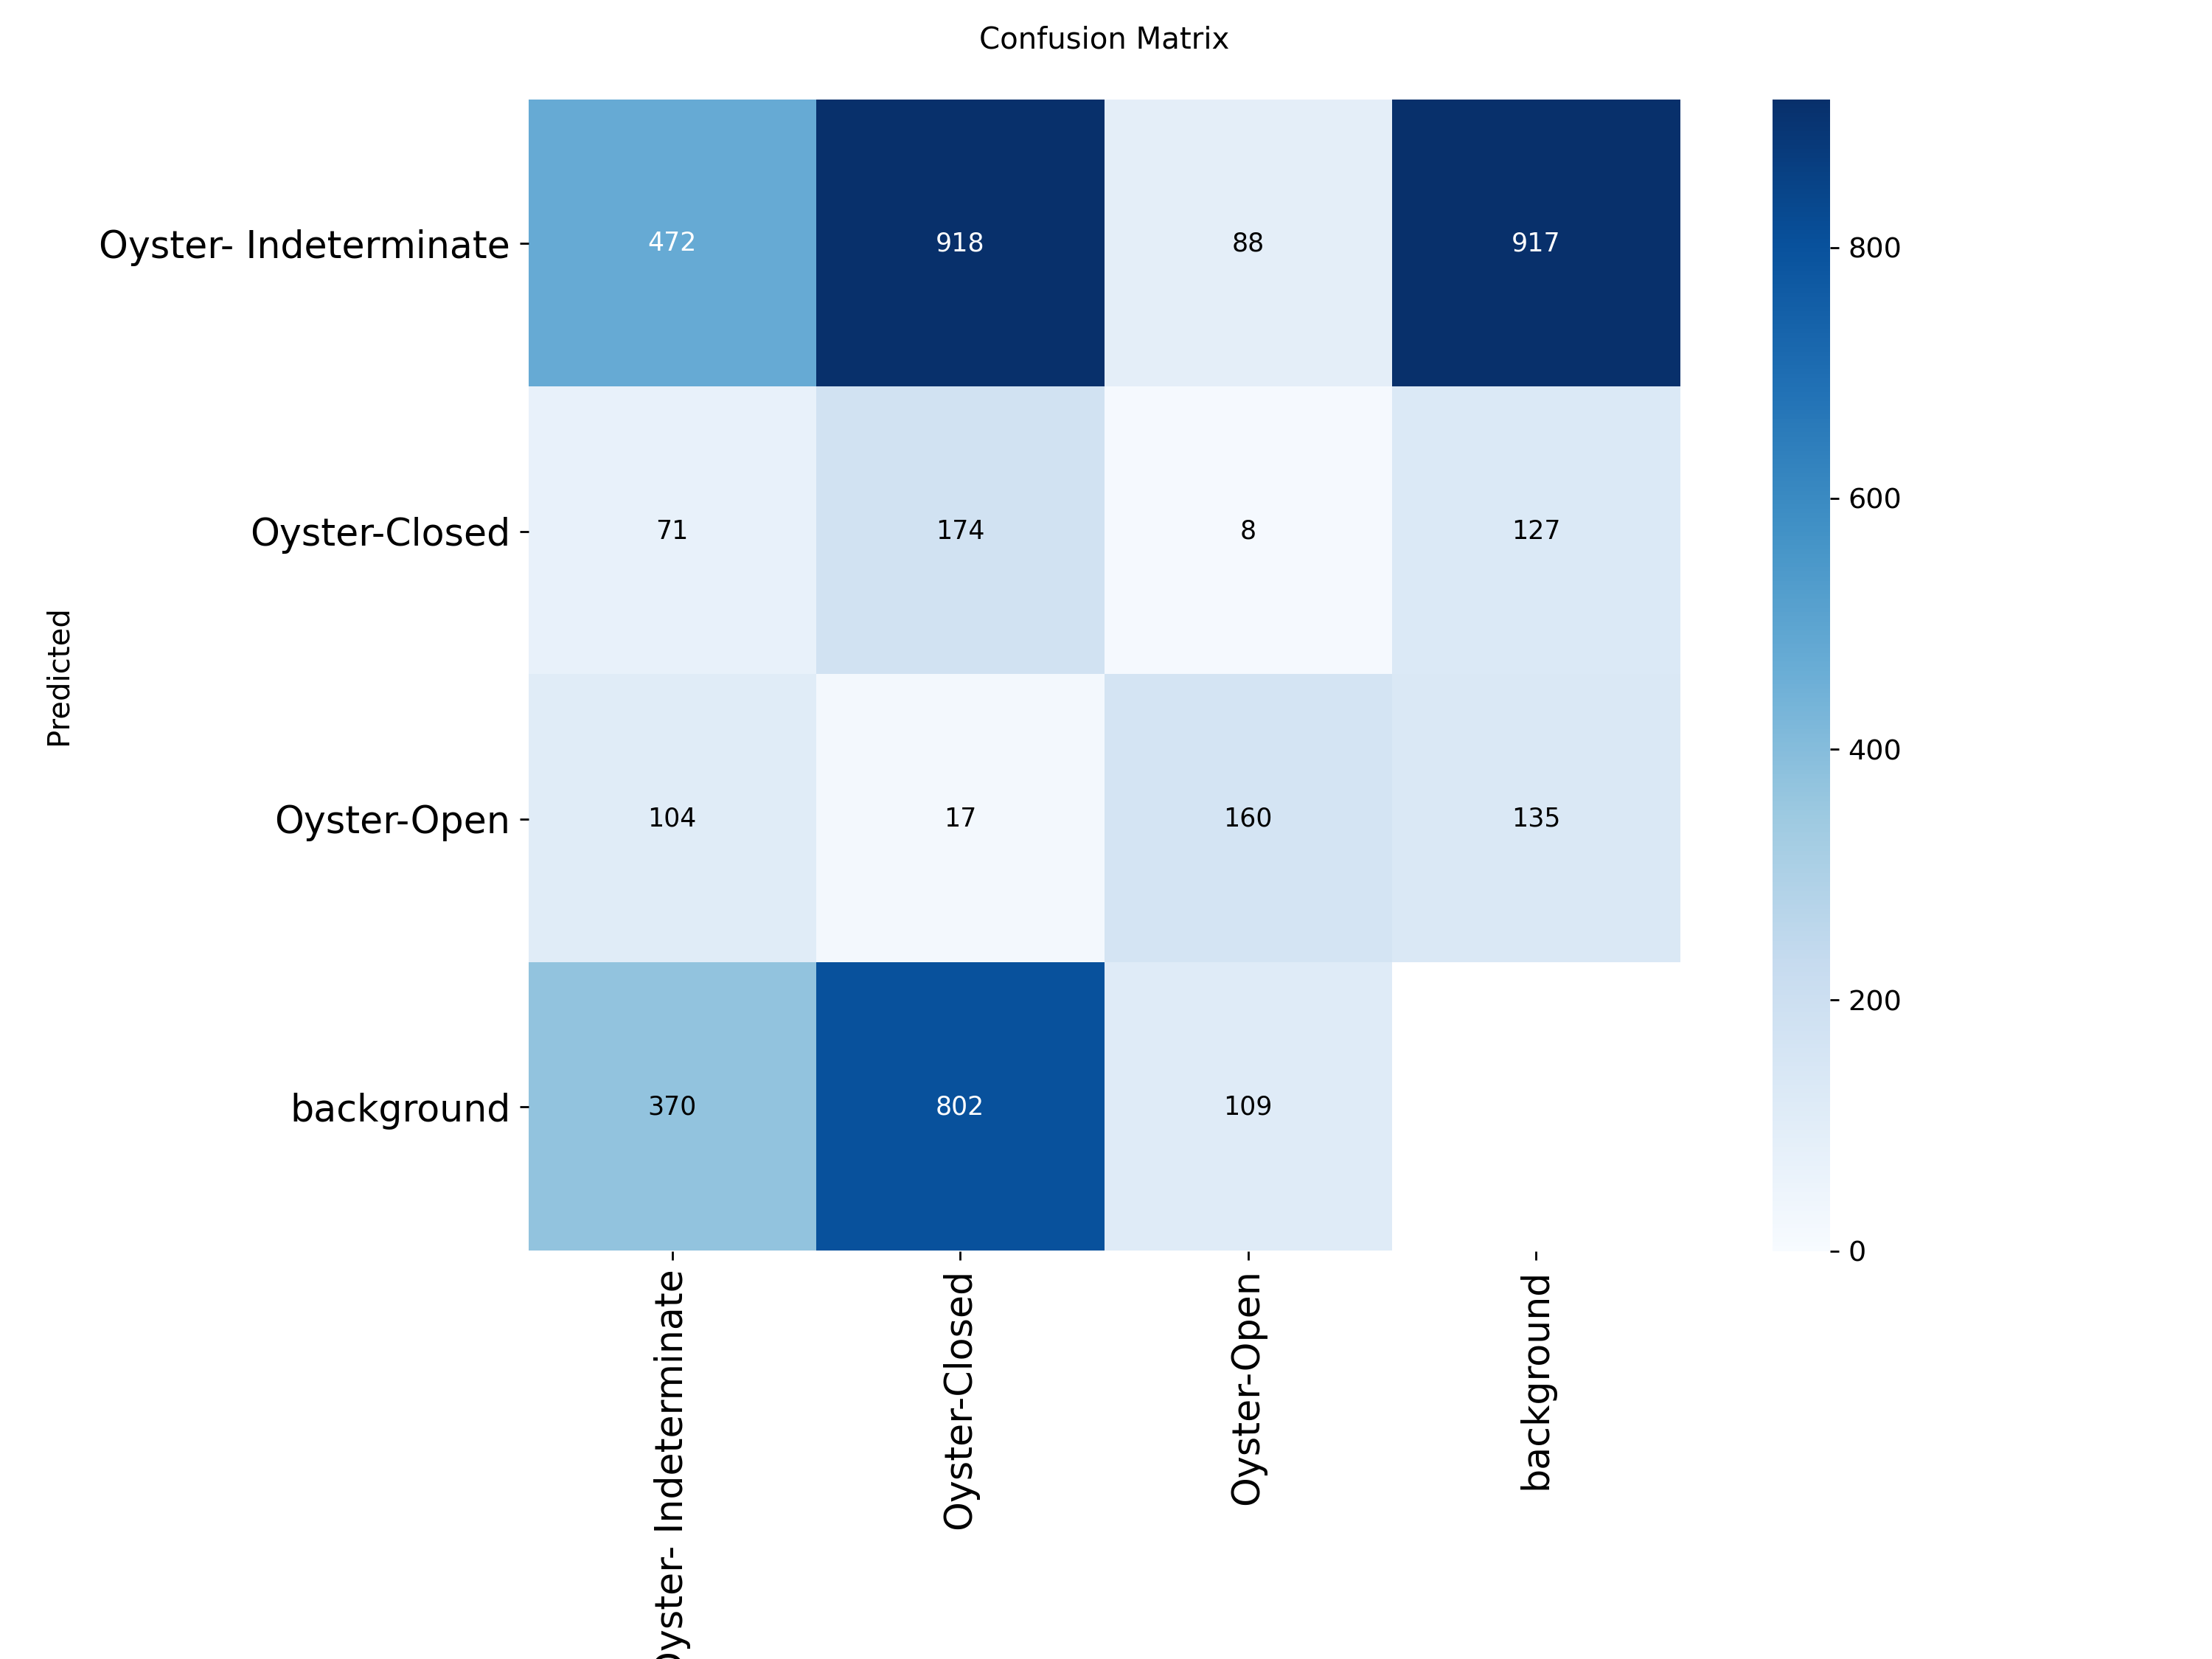 Confusion Matrix
Predicted
Oyster- Indeterminate
472 918 88 917
Oyster-Closed
71 174 8 127
Oyster-Open
104 17 160 135
background
370 802 109
Oyster- Indeterminate
Oyster-Closed
Oyster-Open
background
800
600
400
200
0